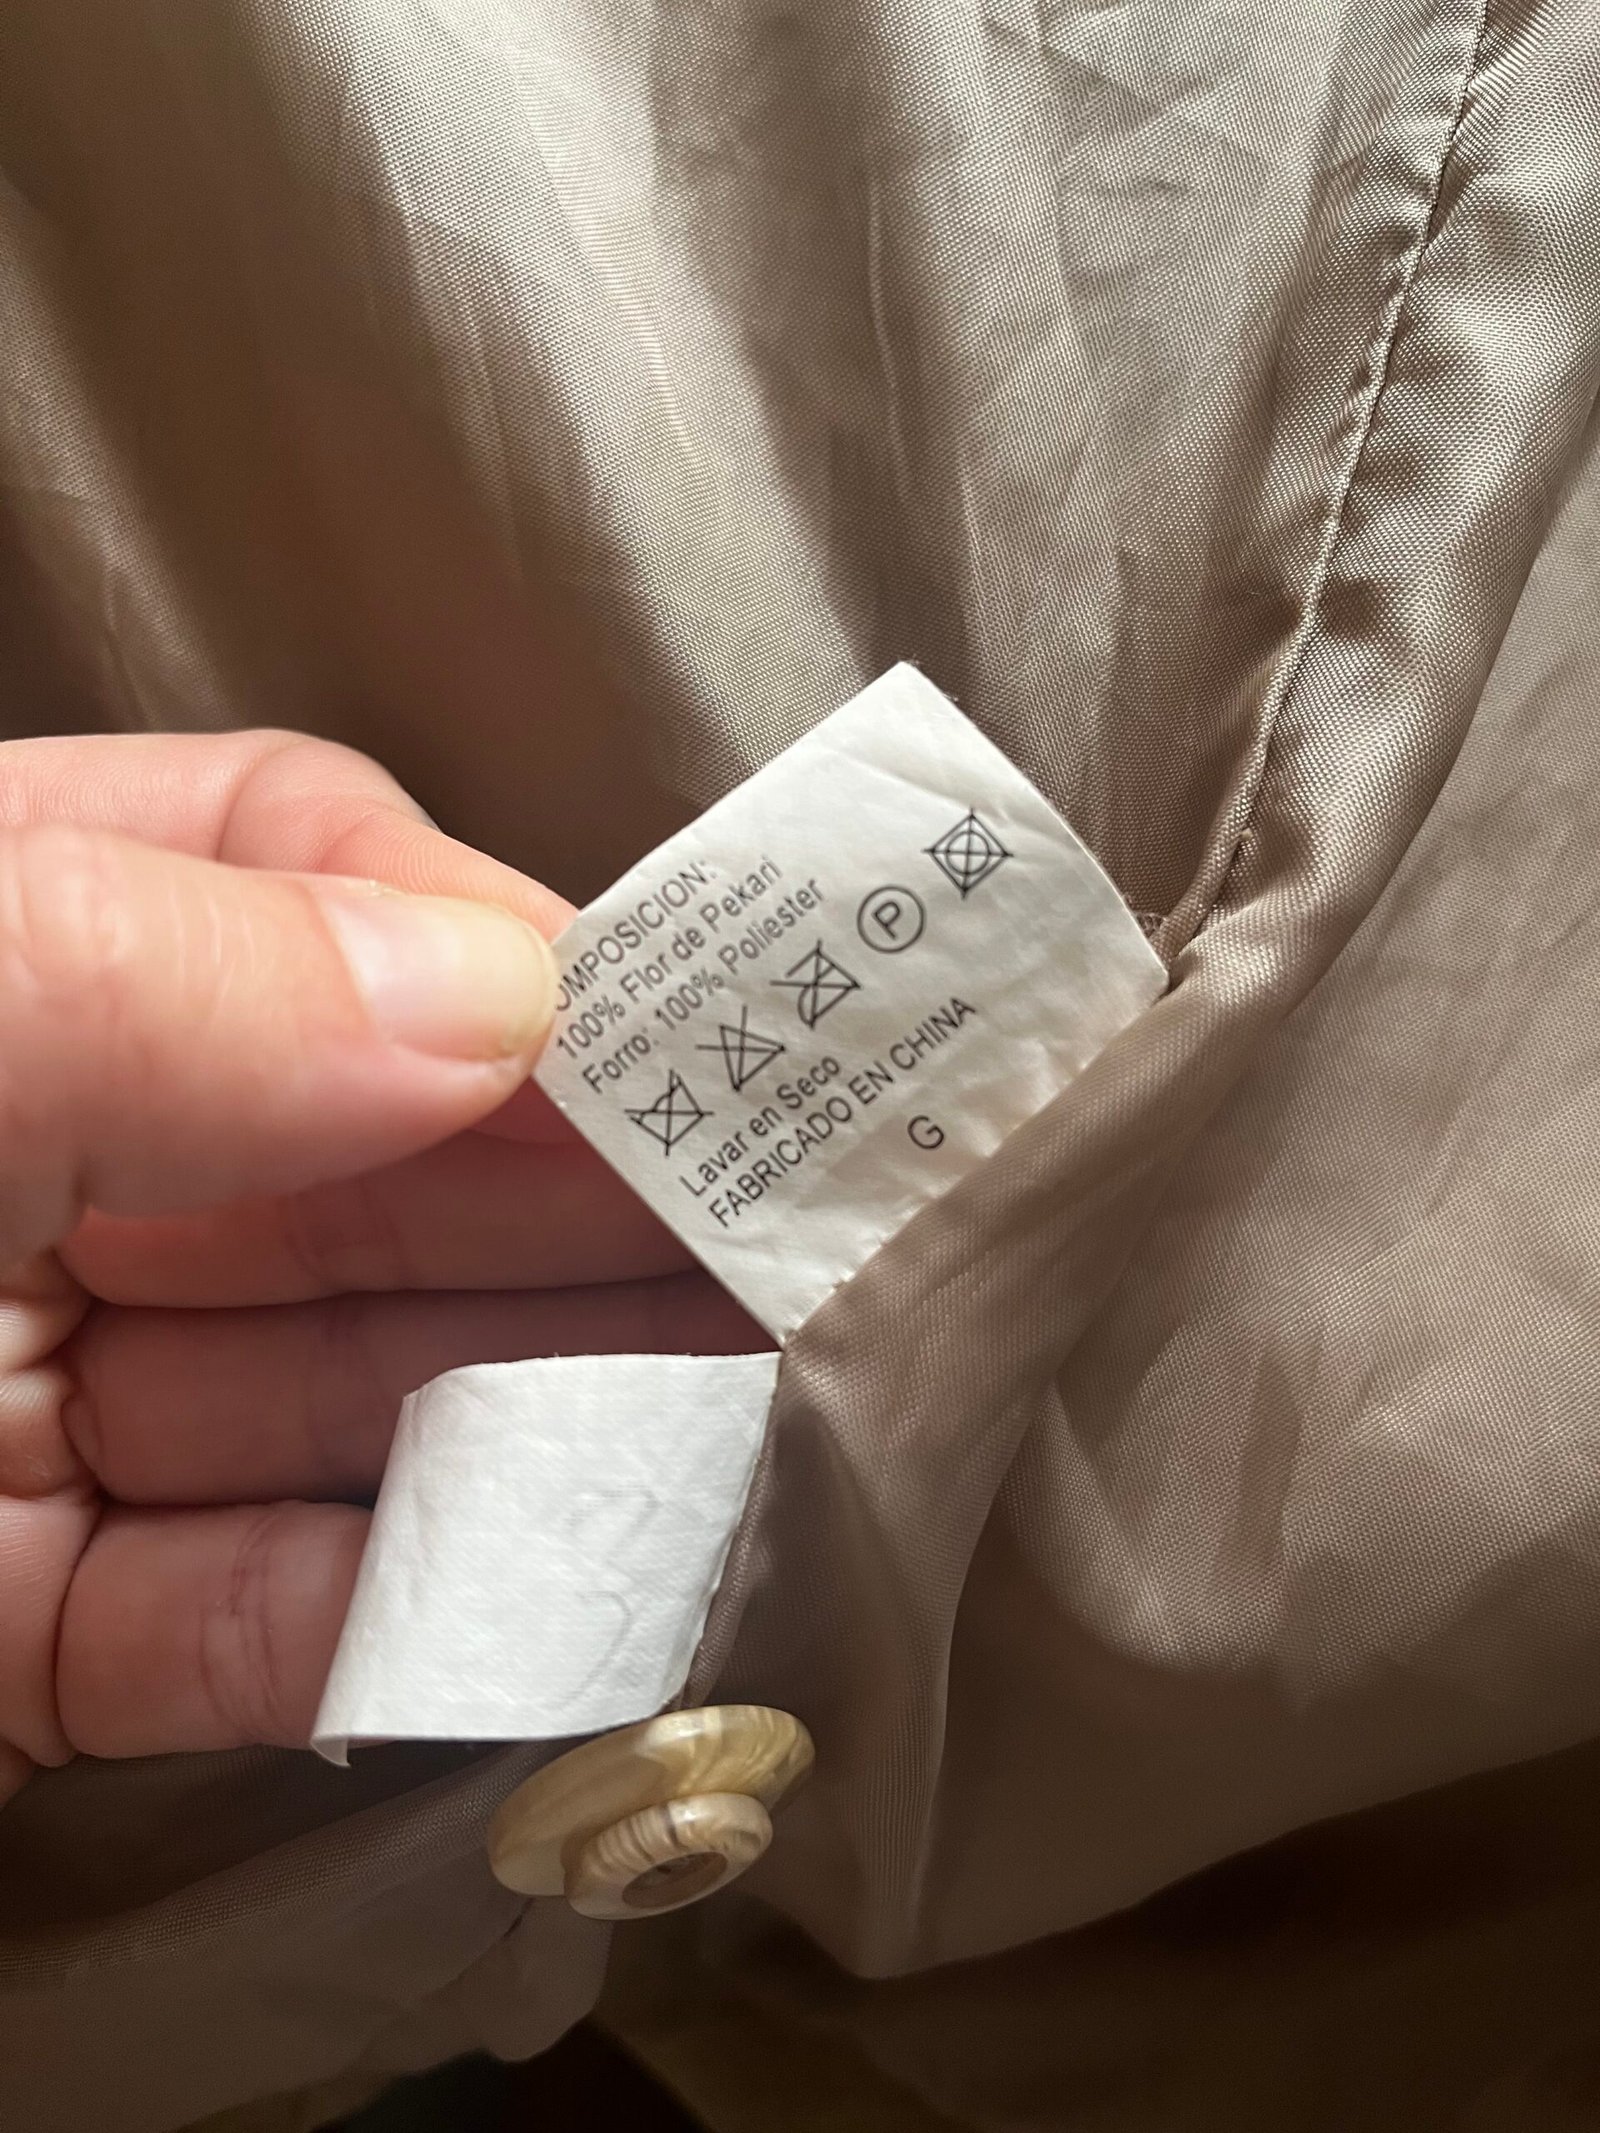 OMPOSICION:
100% Flor de Pekari
Forro: 100% Poliester
P
Lavar en Seco
FABRICADO EN CHINA
G